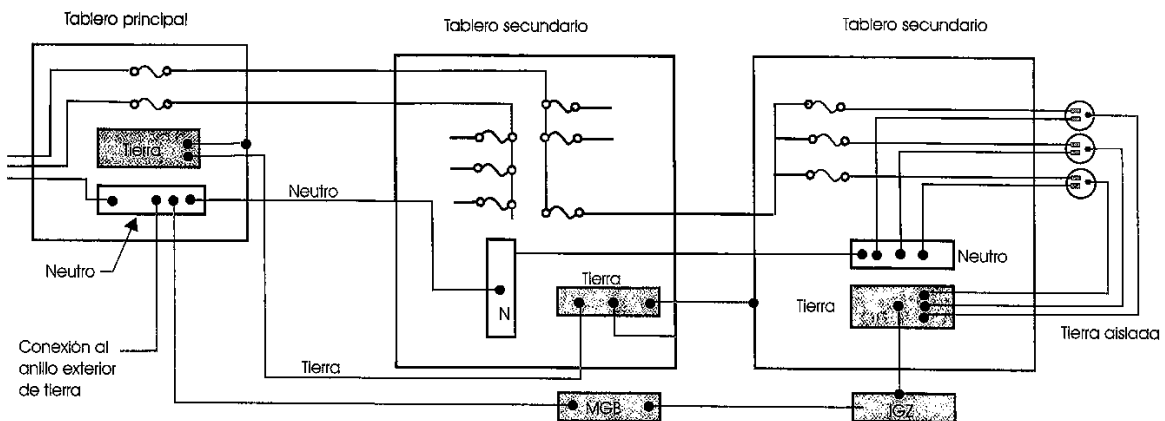 Tablero principal
Tablero secundario
Tablero secundario
Tierra
Neutro
Neutro
Neutro
Tierra
N
Tierra
Tierra aislada
Conexión al
anillo exterior
de tierra
Tierra
MGB
IGZ